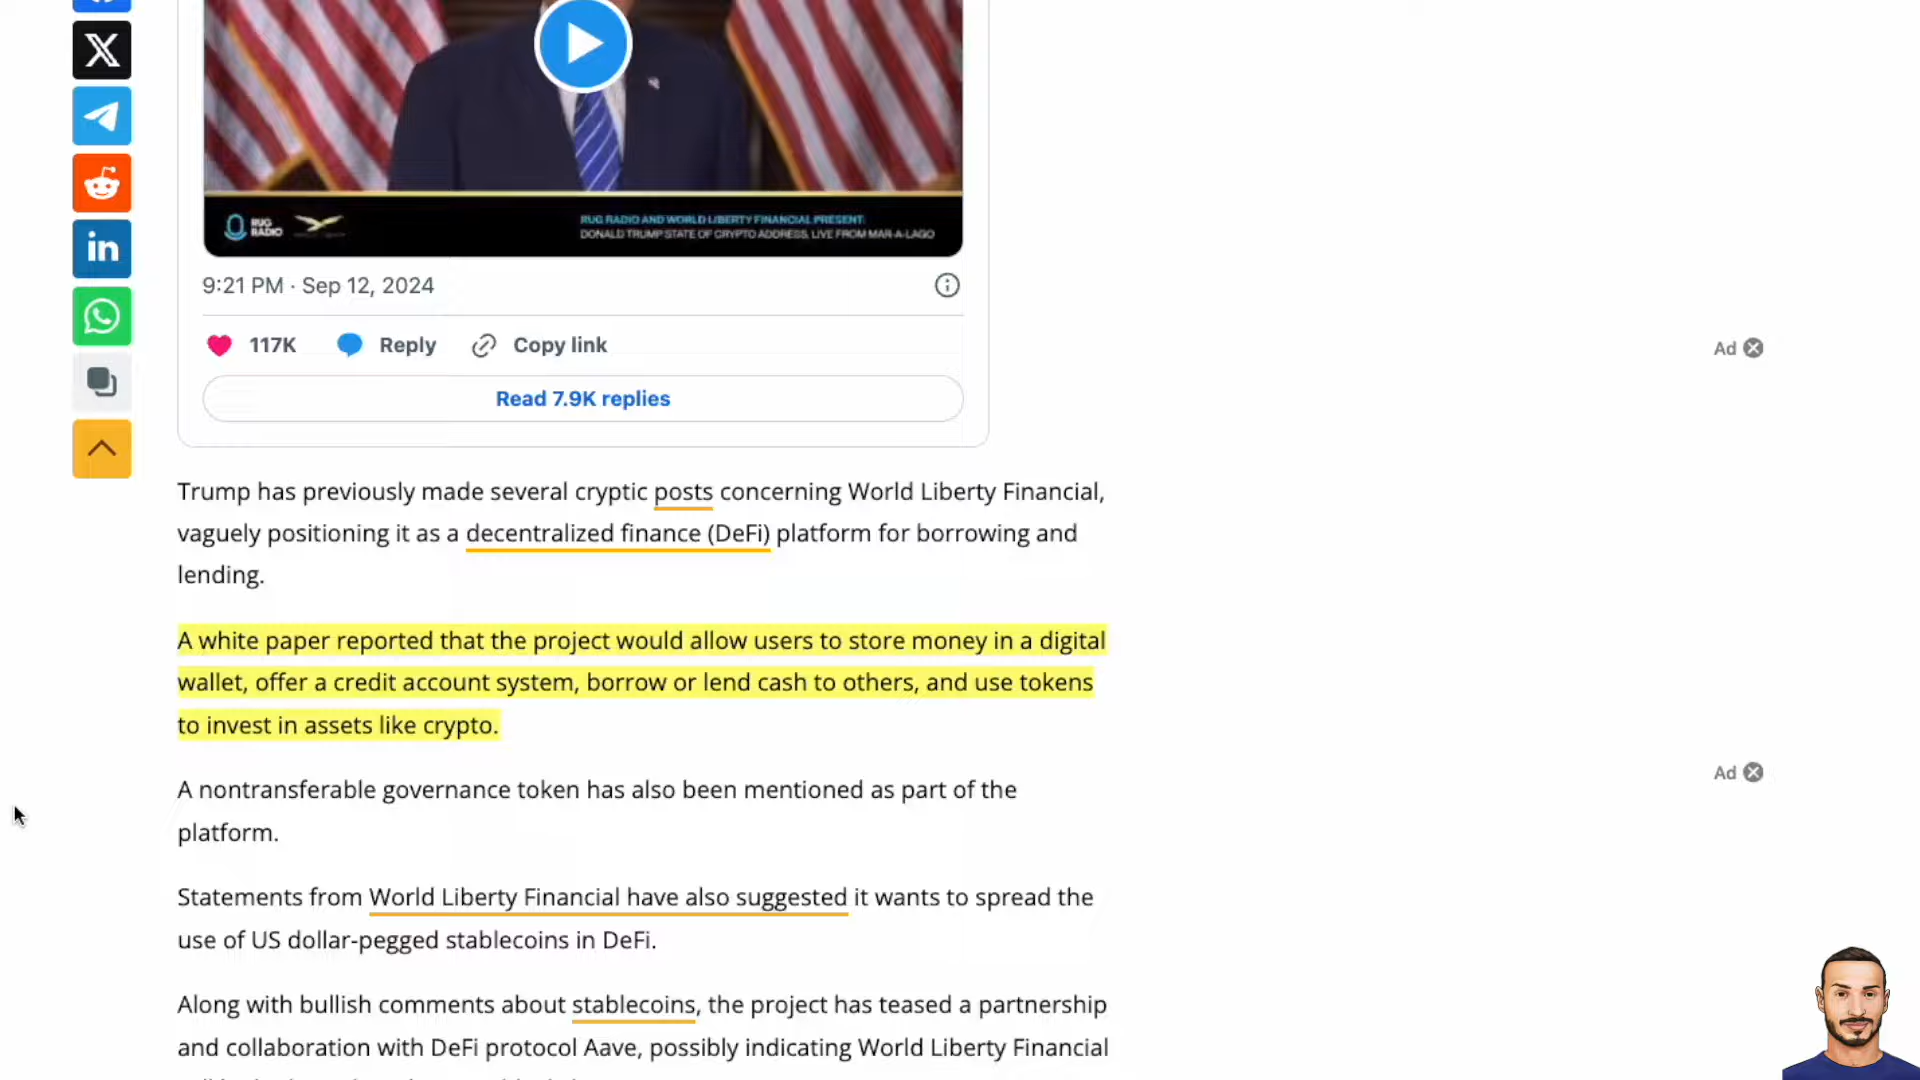 RUG
RADIO
RUG RADIO AND WORLD LIBERTY FINANCIAL PRESENT:
DONALD TRUMP STATE OF CRYPTO ADDRESS, LIVE FROM MAR-A-LAGO
9:21 PM · Sep 12, 2024
117K Reply Copy link
Read 7.9K replies
Ad
Trump has previously made several cryptic posts concerning World Liberty Financial,
vaguely positioning it as a decentralized finance (DeFi) platform for borrowing and
lending.
A white paper reported that the project would allow users to store money in a digital
wallet, offer a credit account system, borrow or lend cash to others, and use tokens
to invest in assets like crypto.
Ad
A nontransferable governance token has also been mentioned as part of the
platform.
Statements from World Liberty Financial have also suggested it wants to spread the
use of US dollar-pegged stablecoins in DeFi.
Along with bullish comments about stablecoins, the project has teased a partnership
and collaboration with DeFi protocol Aave, possibly indicating World Liberty Financial